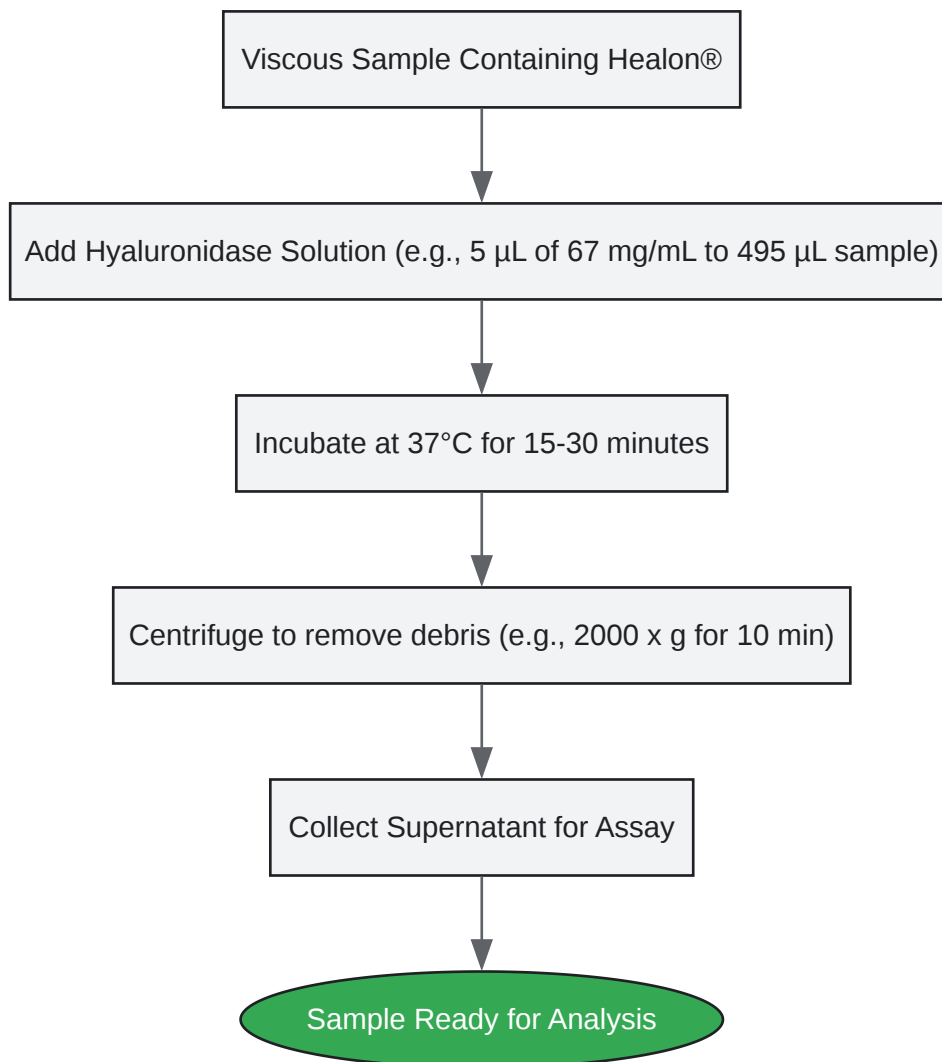 Viscous Sample Containing Healon®
Add Hyaluronidase Solution (e.g., 5 µL of 67 mg/mL to 495 µL sample)
Incubate at 37°C for 15-30 minutes
Centrifuge to remove debris (e.g., 2000 x g for 10 min)
Collect Supernatant for Assay
Sample Ready for Analysis